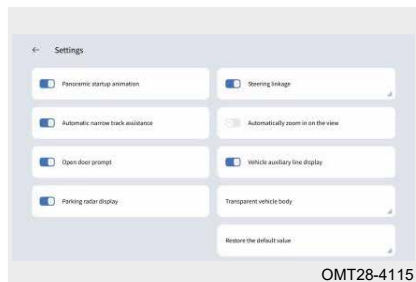 ← Settings
Panoramic startup animation
Steering linkage
Automatic narrow track assistance
Automatically zoom in on the view
Open door prompt
Vehicle auxiliary line display
Parking radar display
Transparent vehicle body
Restore the default value
OMT28-4115